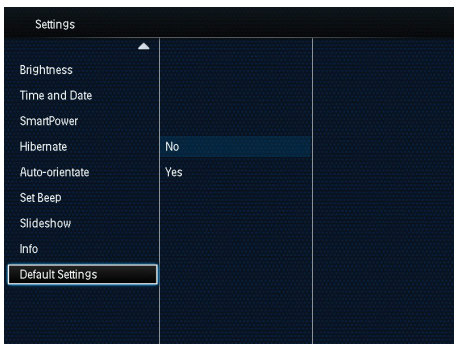 Settings
Brightness
Time and Date
SmartPower
Hibernate
No
Auto-orientate
Yes
Set Beep
Slideshow
Info
Default Settings